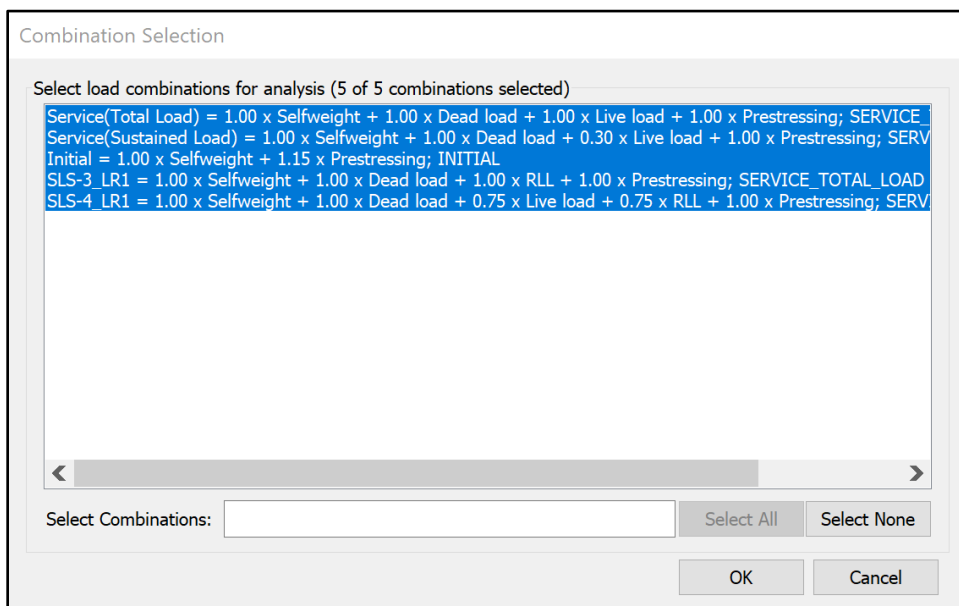 Combination Selection
Select load combinations for analysis (5 of 5 combinations selected)
Service(Total Load) = 1.00 x Selfweight + 1.00 x Dead load + 1.00 x Live load + 1.00 x Prestressing; SERVICE_
Service(Sustained Load) = 1.00 x Selfweight + 1.00 x Dead load + 0.30 x Live load + 1.00 x Prestressing; SERV
Initial = 1.00 x Selfweight + 1.15 x Prestressing; INITIAL
SLS-3_LR1 = 1.00 x Selfweight + 1.00 x Dead load + 1.00 x RLL + 1.00 x Prestressing; SERVICE_TOTAL_LOAD
SLS-4_LR1 = 1.00 x Selfweight + 1.00 x Dead load + 0.75 x Live load + 0.75 x RLL + 1.00 x Prestressing; SERV
Select Combinations:
Select All
Select None
OK
Cancel